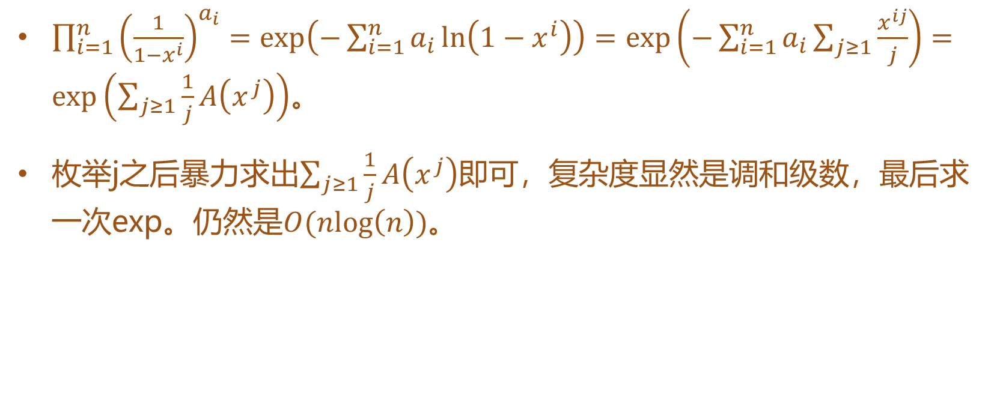 • $\prod_{i=1}^{n}\left(\frac{1}{1-x^i}\right)^{a_i} = \exp\left(-\sum_{i=1}^{n} a_i \ln\left(1-x^i\right)\right) = \exp\left(-\sum_{i=1}^{n} a_i \sum_{j\geq 1} \frac{x^{ij}}{j}\right) =$
$\exp\left(\sum_{j\geq 1} \frac{1}{j} A\left(x^j\right)\right)$。
• 枚举j之后暴力求出$\sum_{j\geq 1} \frac{1}{j} A\left(x^j\right)$即可，复杂度显然是调和级数，最后求
一次exp。仍然是$O(n\log(n))$。